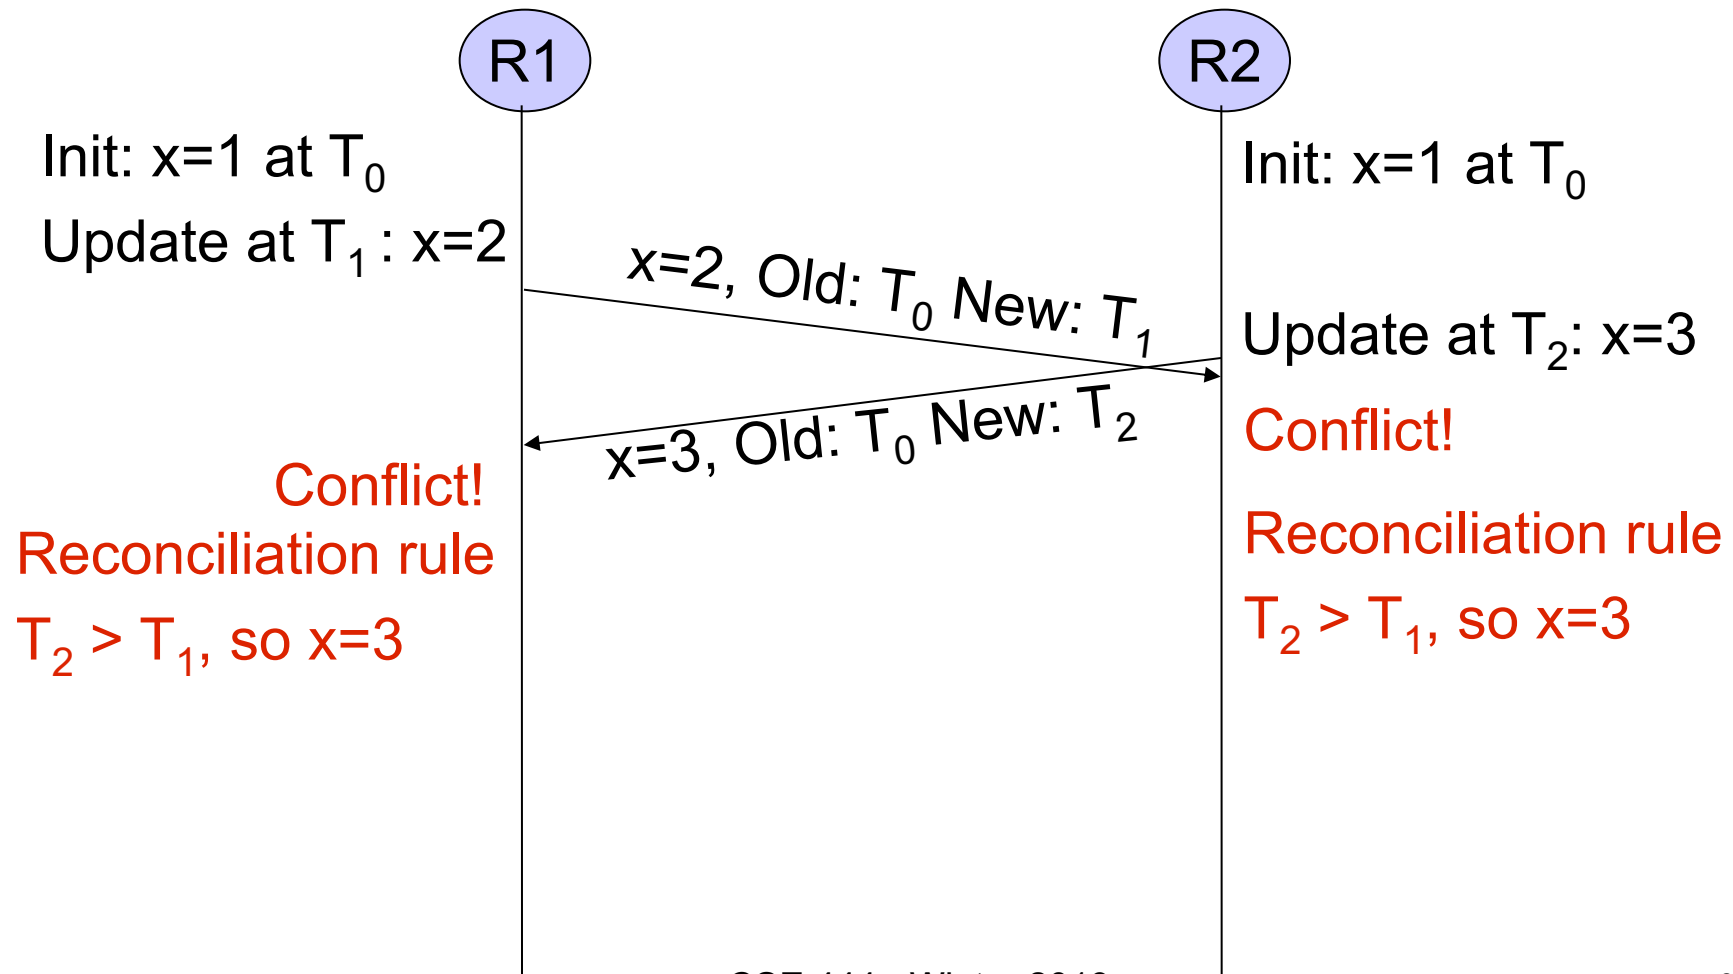 R1
R2
Init: x=1 at T0
Update at T1 : x=2
x=2, Old: T0 New: T1
x=3, Old: T0 New: T2
Conflict!
Reconciliation rule
T2 > T1, so x=3
Init: x=1 at T0
Update at T2: x=3
Conflict!
Reconciliation rule
T2 > T1, so x=3